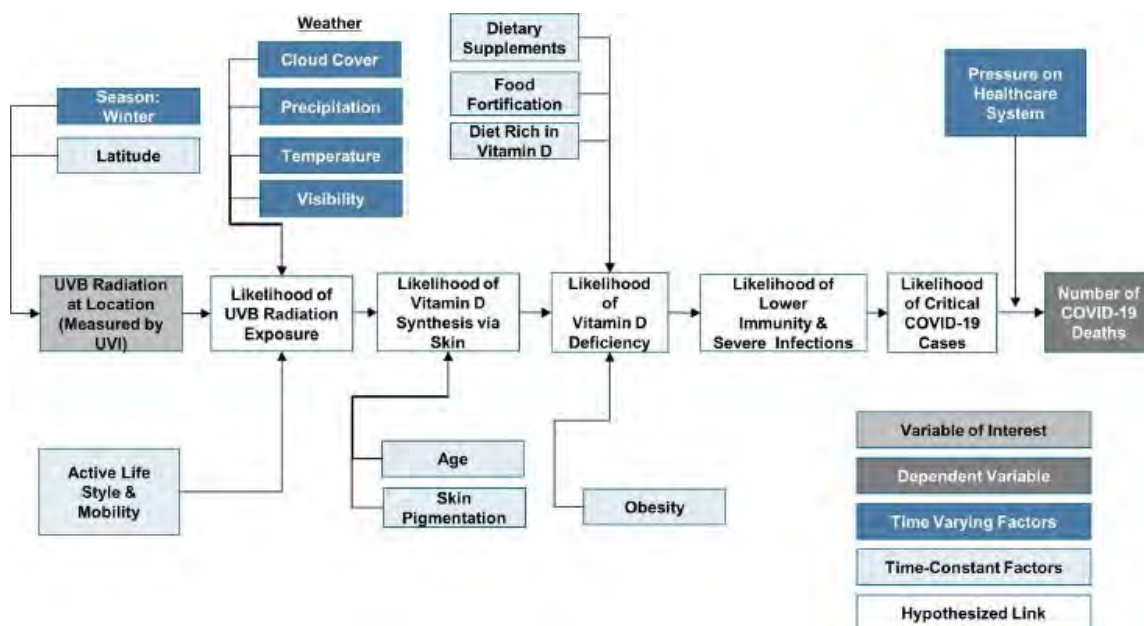 Weather
Cloud Cover
Precipitation
Temperature
Visibility
Season:
Winter
Latitude
Dietary
Supplements
Food
Fortification
Diet Rich in
Vitamin D
Pressure on
Healthcare
System
UVB Radiation
at Location
(Measured by
UVI)
Likelihood of
UVB Radiation
Exposure
Likelihood of
Vitamin D
Synthesis via
Skin
Likelihood
of
Vitamin D
Deficiency
Likelihood of
Lower
Immunity &
Severe Infections
Likelihood
of Critical
COVID-19
Cases
Number of
COVID-19
Deaths
Active Life
Style &
Mobility
Age
Skin
Pigmentation
Obesity
Variable of Interest
Dependent Variable
Time Varying Factors
Time-Constant Factors
Hypothesized Link